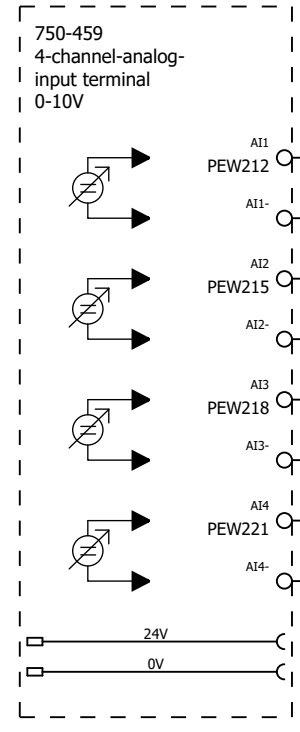 750-459
4-channel-analog-
input terminal
0-10V
AI1
PEW212
AI1-
AI2
PEW215
AI2-
AI3
PEW218
AI3-
AI4
PEW221
AI4-
24V
0V